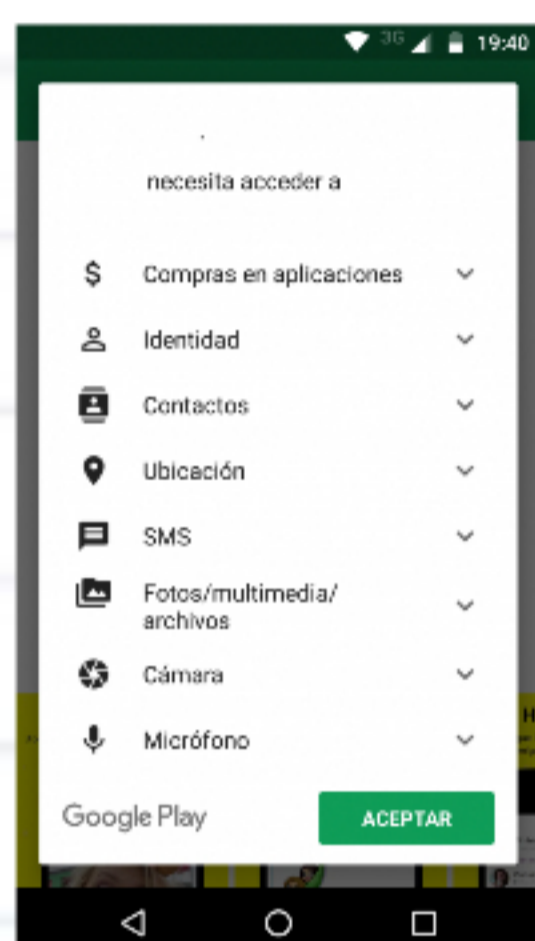 3G 19:40
necesita acceder a
$ Compras en aplicaciones
Identidad
Contactos
Ubicación
SMS
Fotos/multimedia/
archivos
Cámara
Micrófono
Google Play ACEPTAR
H